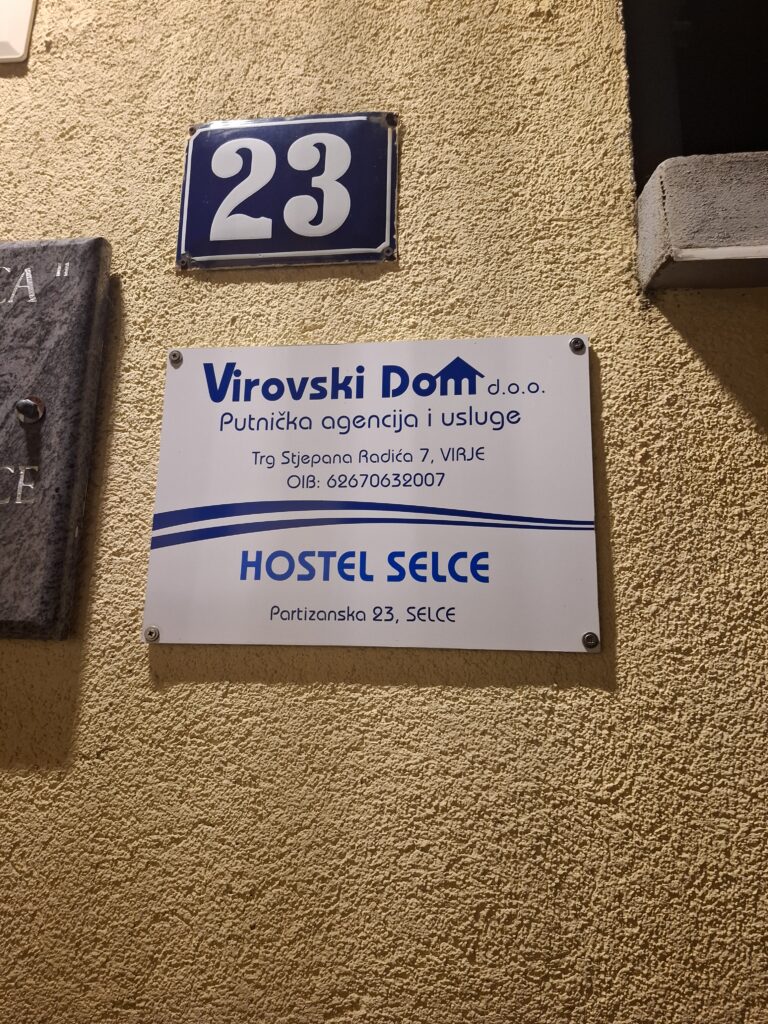 23
Virovski Dom d.o.o.
Putnička agencija i usluge
Trg Stjepana Radića 7, VIRJE
OIB: 62670632007
HOSTEL SELCE
Partizanska 23, SELCE